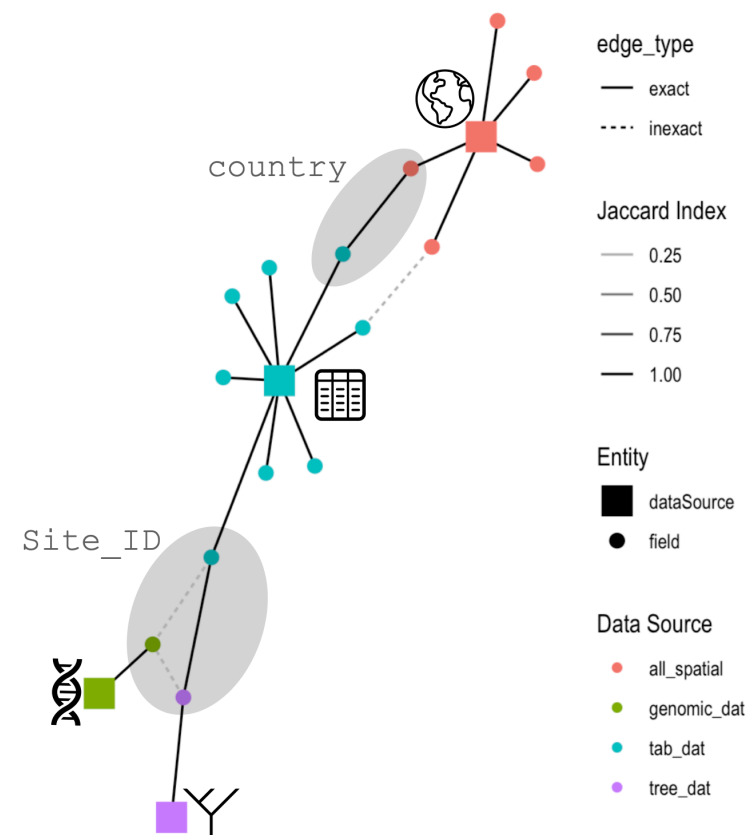 country
Site_ID
edge_type
exact
inexact
Jaccard Index
0.25
0.50
0.75
1.00
Entity
dataSource
field
Data Source
all_spatial
genomic_dat
tab_dat
tree_dat